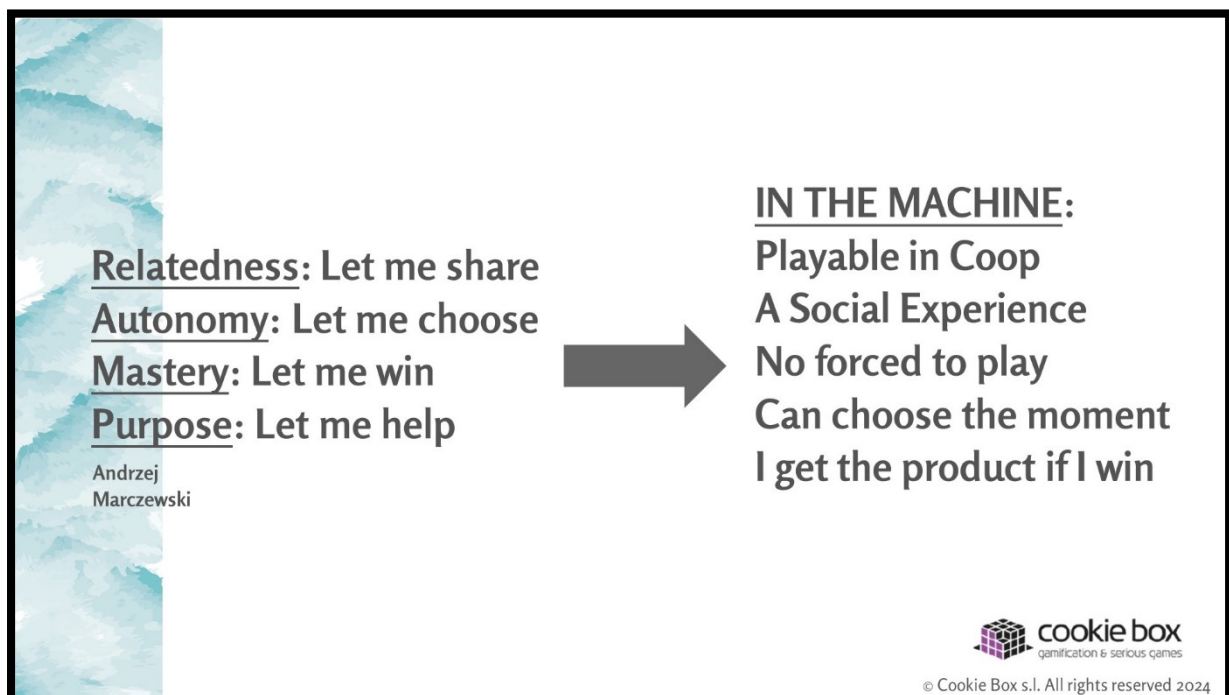 Relatedness: Let me share
Autonomy: Let me choose
Mastery: Let me win
Purpose: Let me help
Andrzej
Marczewski
IN THE MACHINE:
Playable in Coop
A Social Experience
No forced to play
Can choose the moment
I get the product if I win
cookie box
gamification & serious games
© Cookie Box s.l. All rights reserved 2024